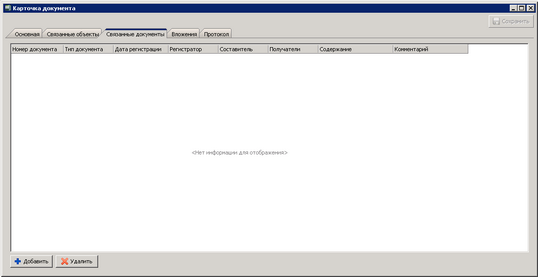 Карточка документа
Сохранить
Основная Связанные объекты Связанные документы Вложения Протокол
Номер документа Тип документа Дата регистрации Регистратор Составитель Получатели Содержание Комментарий
<Нет информации для отображения>
Добавить Удалить